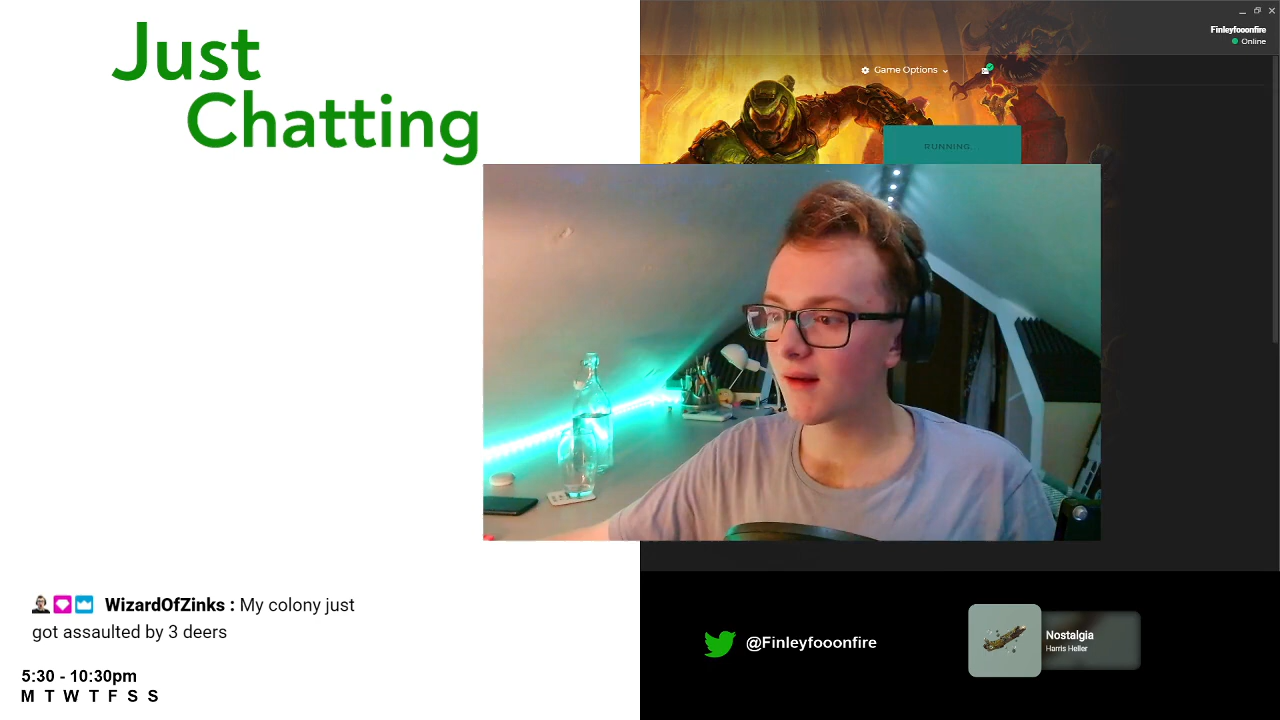 Just
Chatting
Finleyfooonfire
Online
Game Options
RUNNING...
WizardOfZinks : My colony just
got assaulted by 3 deers
5:30 - 10:30pm
M T W T F S S
@Finleyfooonfire
Nostalgia
Harris Heller